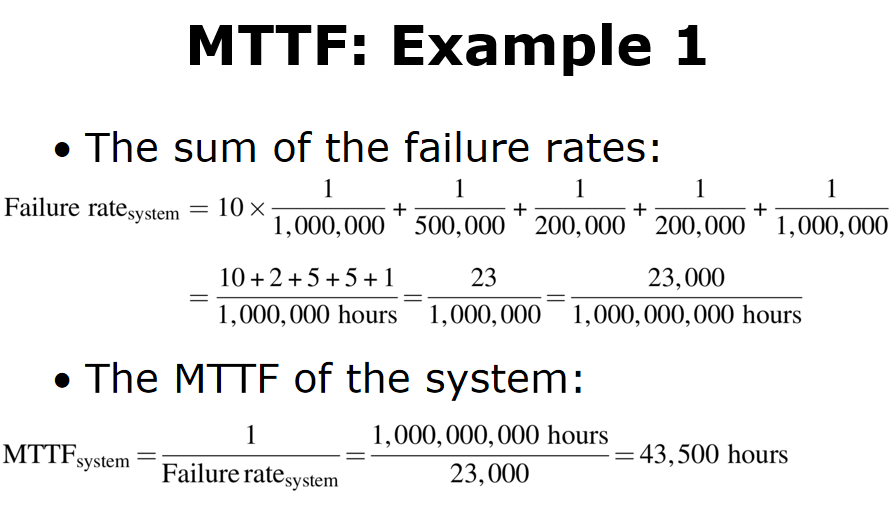 MTTF: Example 1
• The sum of the failure rates:
Failure rate_system = 10 × 1/1,000,000 + 1/500,000 + 1/200,000 + 1/200,000 + 1/1,000,000
= (10 + 2 + 5 + 5 + 1)/(1,000,000 hours) = 23/1,000,000 = 23,000/(1,000,000,000 hours)
• The MTTF of the system:
MTTF_system = 1/(Failure rate_system) = (1,000,000,000 hours)/23,000 = 43,500 hours